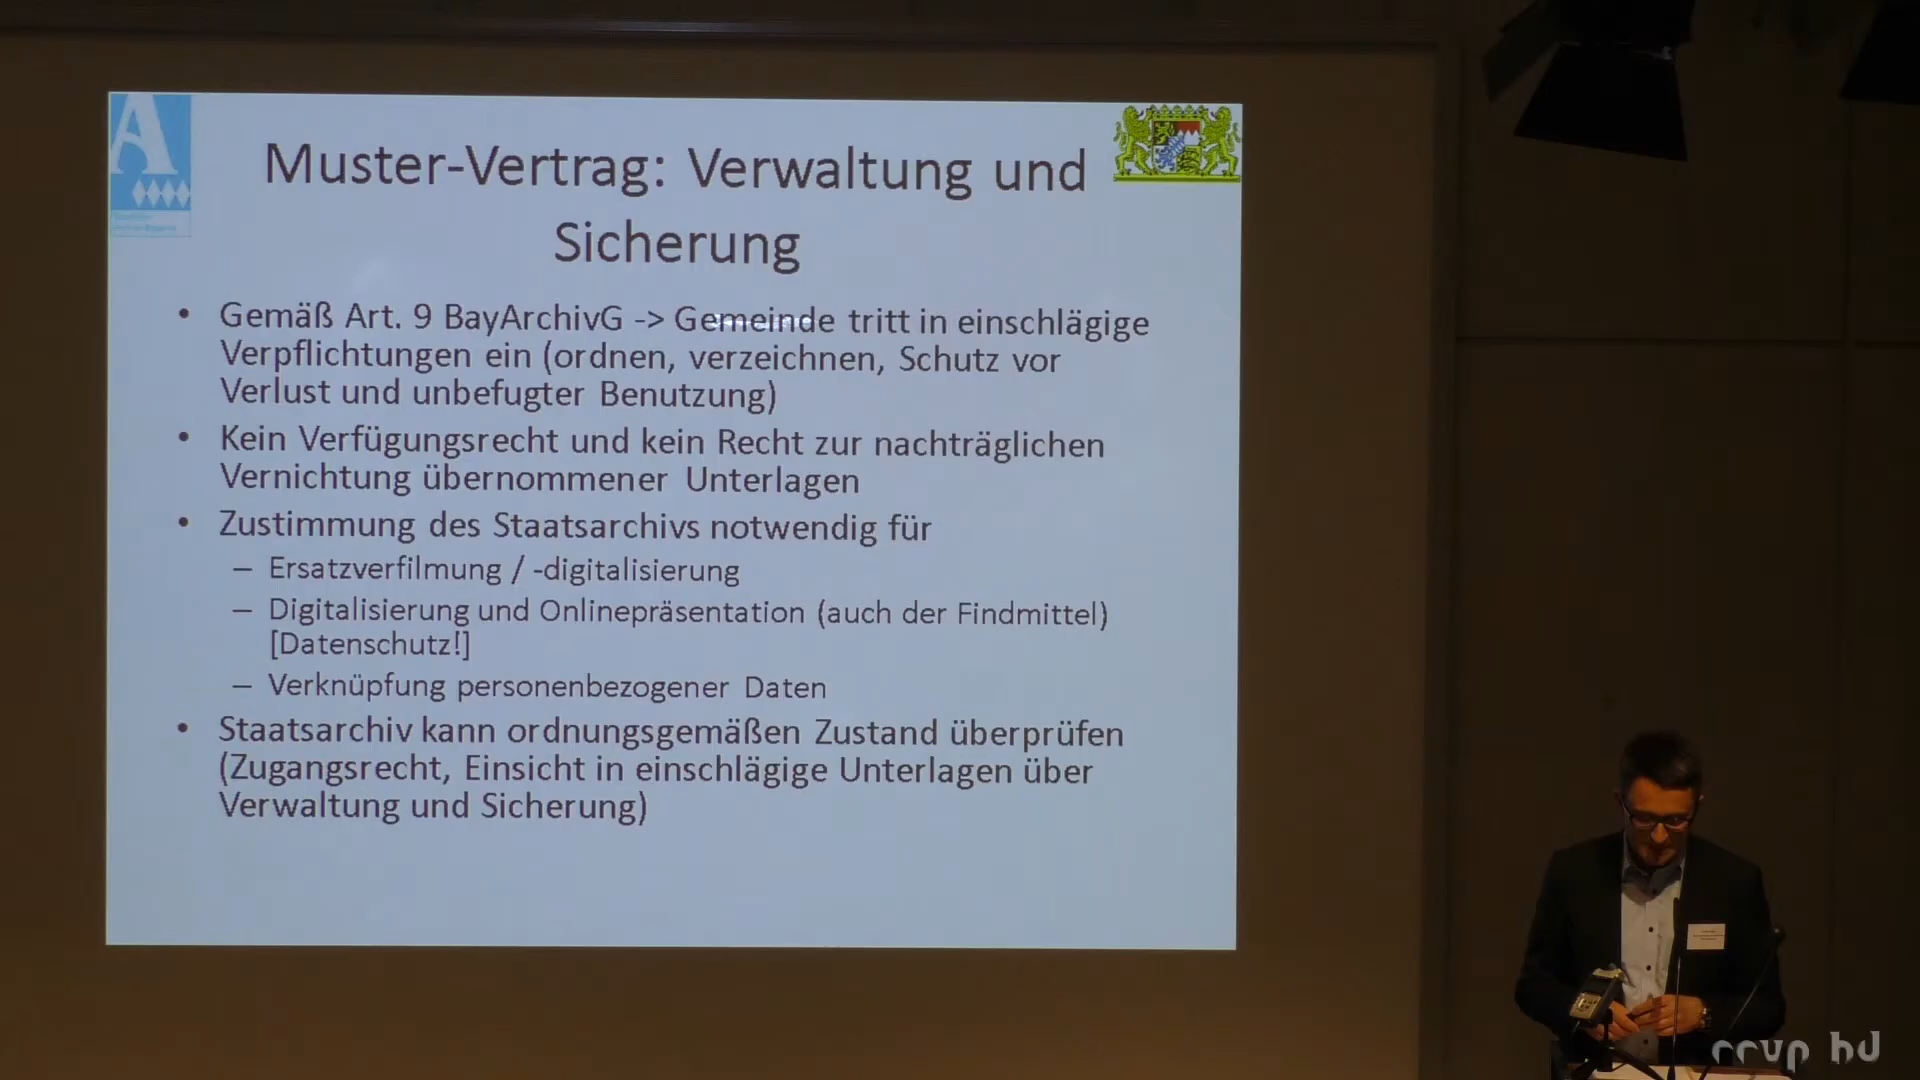 A
Muster-Vertrag: Verwaltung und
Sicherung
• Gemäß Art. 9 BayArchivG -> Gemeinde tritt in einschlägige
Verpflichtungen ein (ordnen, verzeichnen, Schutz vor
Verlust und unbefugter Benutzung)
• Kein Verfügungsrecht und kein Recht zur nachträglichen
Vernichtung übernommener Unterlagen
• Zustimmung des Staatsarchivs notwendig für
– Ersatzverfilmung / -digitalisierung
– Digitalisierung und Onlinepräsentation (auch der Findmittel)
[Datenschutz!]
– Verknüpfung personenbezogener Daten
• Staatsarchiv kann ordnungsgemäßen Zustand überprüfen
(Zugangsrecht, Einsicht in einschlägige Unterlagen über
Verwaltung und Sicherung)